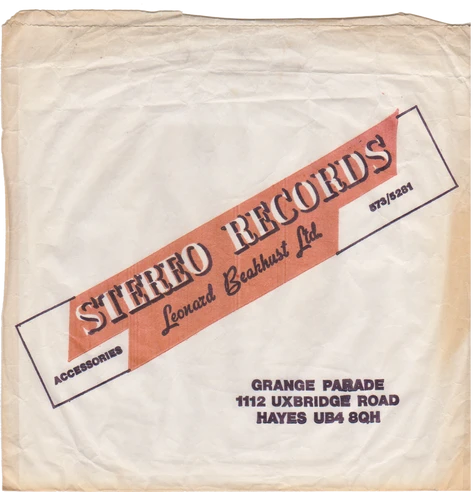 STEREO RECORDS
Leonard Beakhust Ltd.
573/5281
ACCESSORIES
GRANGE PARADE
1112 UXBRIDGE ROAD
HAYES UB4 8QH